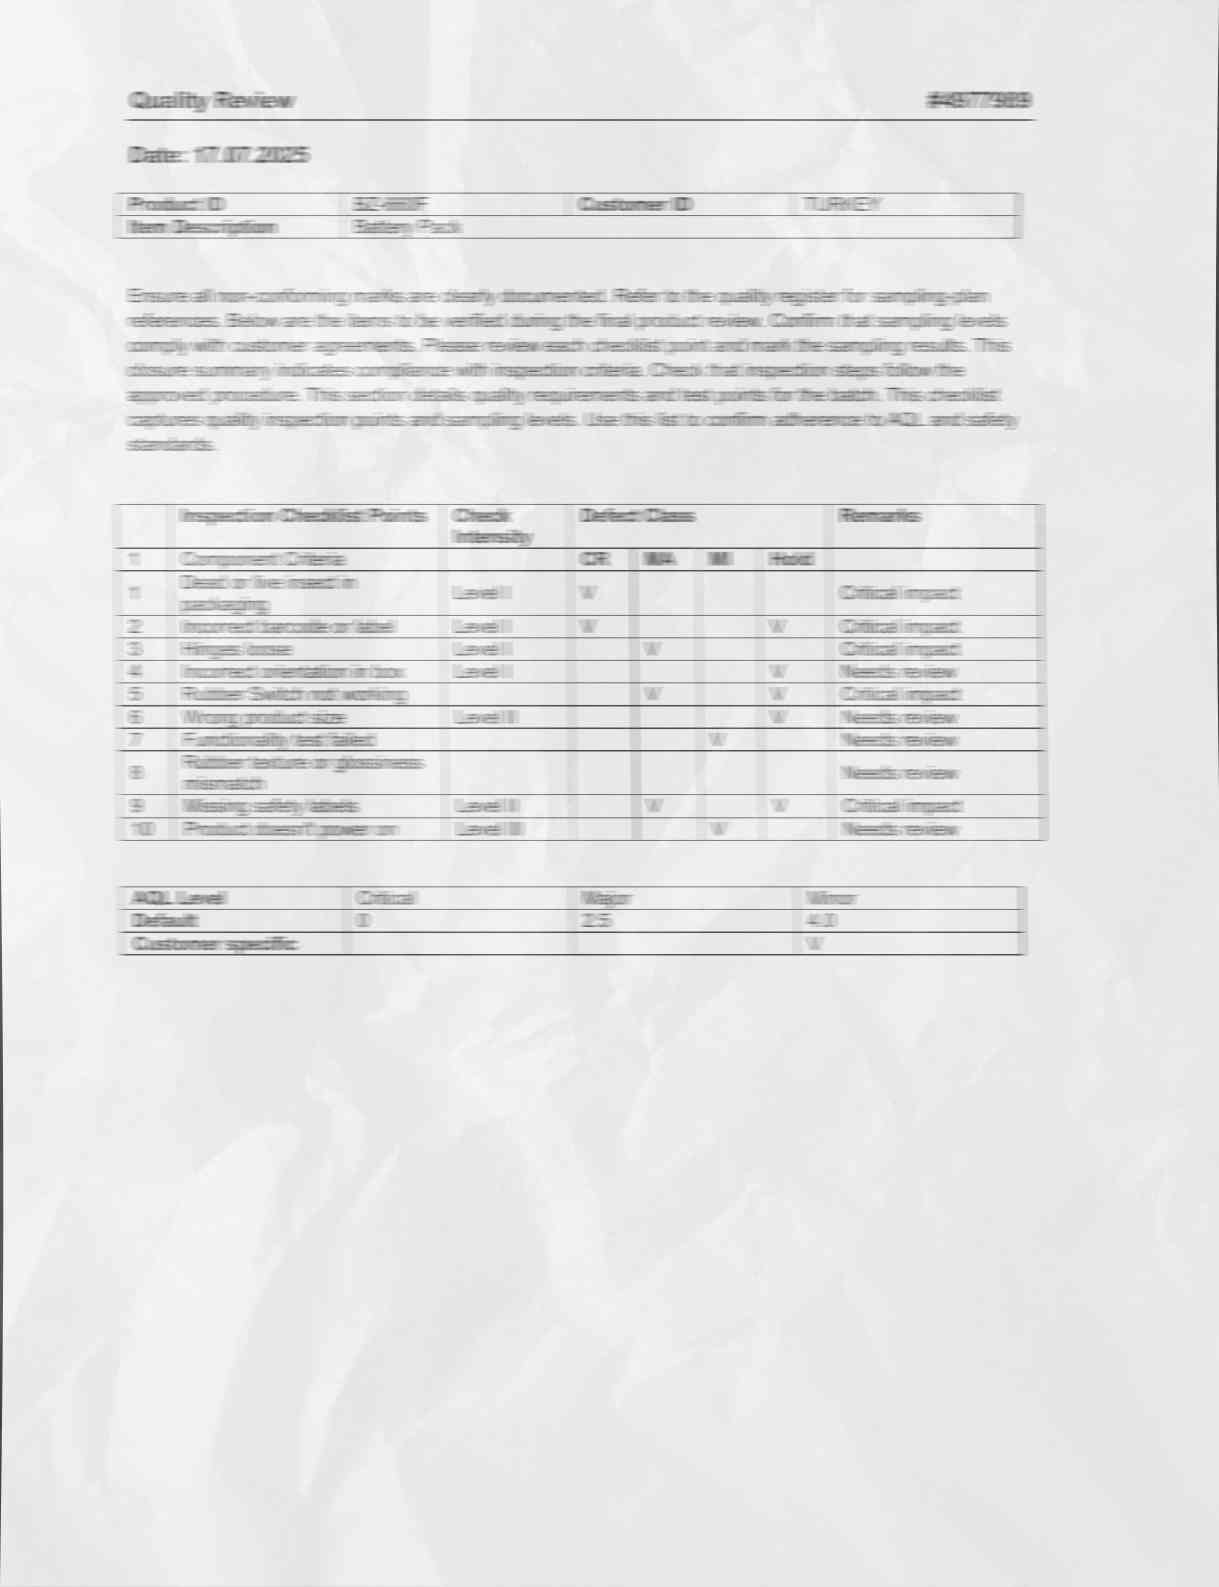 Quality Review #4977989
Date: 17.07.2025
Product ID Customer ID TURKEY
Item Description Battery Pack
Ensure all non-conforming marks are clearly documented. Refer to the quality register for sampling plan
references. Below are the items to be verified during the final product review. Confirm that sampling levels
comply with customer agreements. Please review each checklist point and mark the sampling results. This
closure summary indicates compliance with inspection criteria. Check that inspection steps follow the
approved procedure. This section details quality requirements and test points for the batch. This checklist
captures quality inspection points and sampling levels. Use this list to confirm adherence to AQL and safety
standards.
Inspection Checklist Points Check Defect Class Remarks
Intensity
1 Component Criteria CR MA MI Hold
1 Dead or live insect in
packaging Level I Critical impact
2 Incorrect barcode or label Critical impact
3 Hinges loose Critical impact
4 Incorrect orientation in box Needs review
5 Rubber Switch not working Critical impact
6 Wrong product size Level III Needs review
7 Functionality test failed Needs review
8 Rubber texture or glossiness
mismatch Needs review
9 Missing safety labels Critical impact
10 Product doesn't power on Level III Needs review
AQL Level Critical Major Minor
Default 0 2.5 4.0
Customer specific